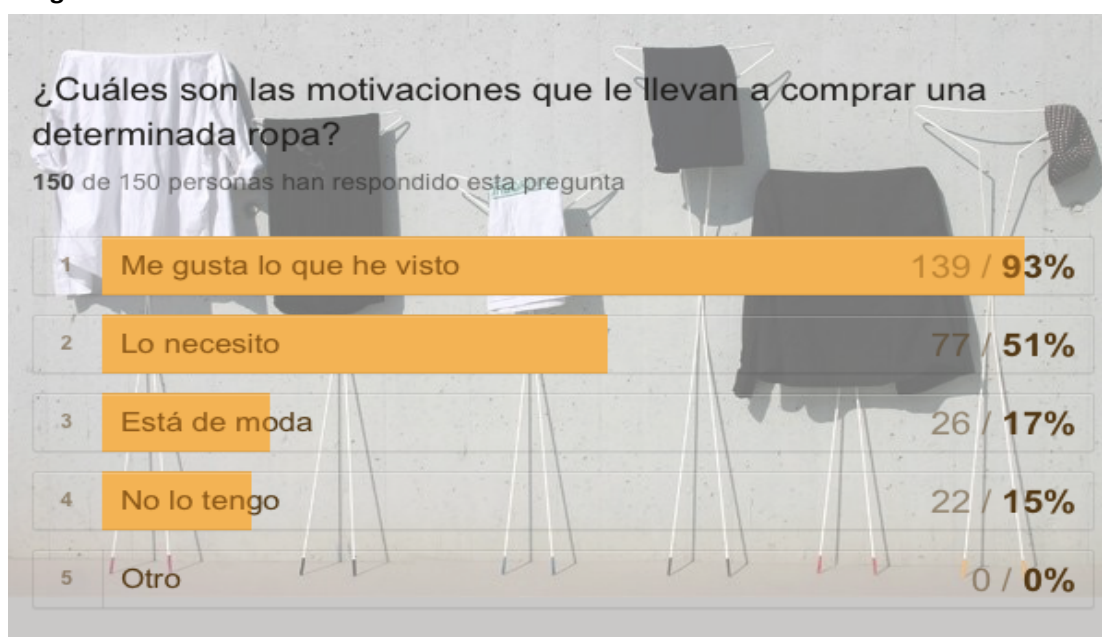 ¿Cuáles son las motivaciones que le llevan a comprar una
determinada ropa?
150 de 150 personas han respondido esta pregunta
1 Me gusta lo que he visto 139 / 93%
2 Lo necesito 77 / 51%
3 Está de moda 26 / 17%
4 No lo tengo 22 / 15%
5 Otro 0 / 0%